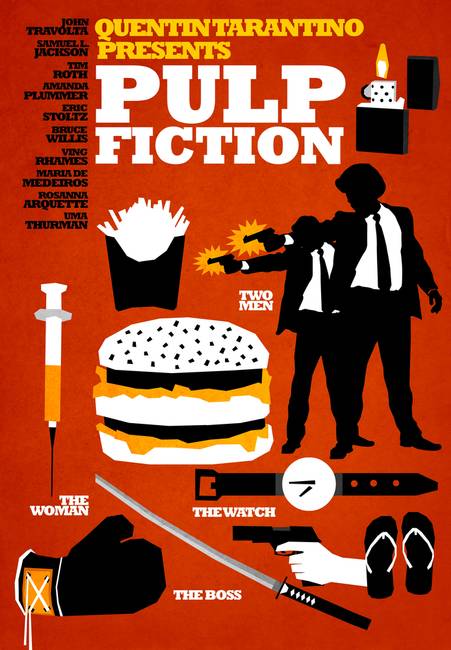 JOHN
TRAVOLTA
SAMUEL L.
JACKSON
TIM
ROTH
AMANDA
PLUMMER
ERIC
STOLTZ
BRUCE
WILLIS
VING
RHAMES
MARIA DE
MEDEIROS
ROSANNA
ARQUETTE
UMA
THURMAN
QUENTIN TARANTINO
PRESENTS
PULP
FICTION
TWO
MEN
THE
WOMAN
THE WATCH
THE BOSS